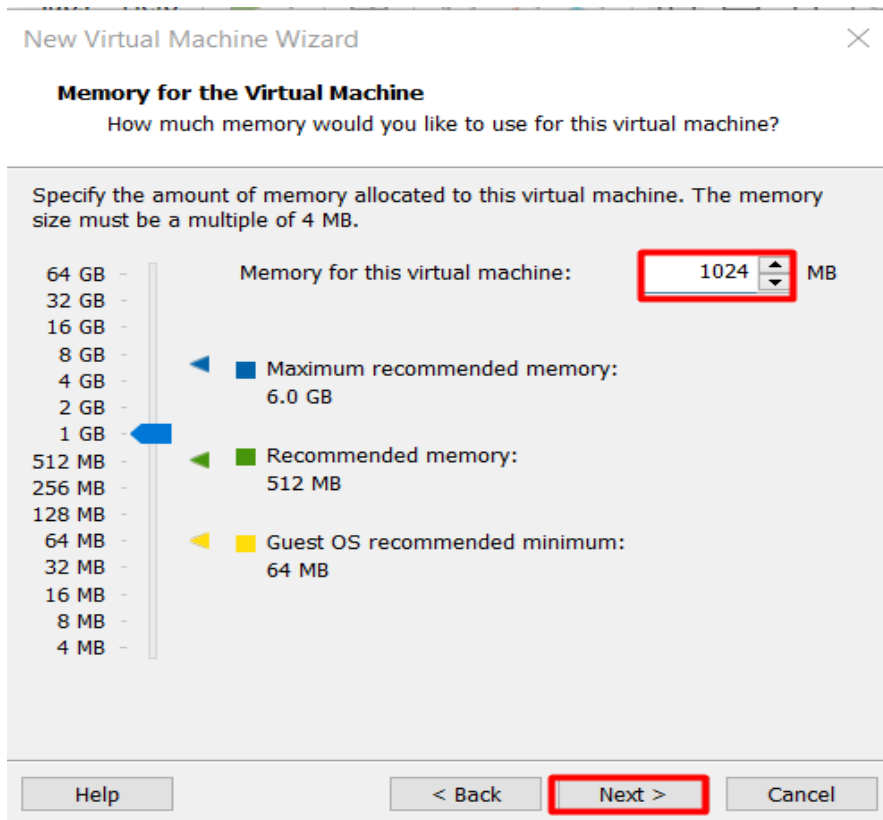 New Virtual Machine Wizard
Memory for the Virtual Machine
How much memory would you like to use for this virtual machine?
Specify the amount of memory allocated to this virtual machine. The memory
size must be a multiple of 4 MB.
Memory for this virtual machine: 1024 MB
64 GB
32 GB
16 GB
8 GB
4 GB
2 GB
1 GB
512 MB
256 MB
128 MB
64 MB
32 MB
16 MB
8 MB
4 MB
Maximum recommended memory:
6.0 GB
Recommended memory:
512 MB
Guest OS recommended minimum:
64 MB
Help
< Back
Next >
Cancel